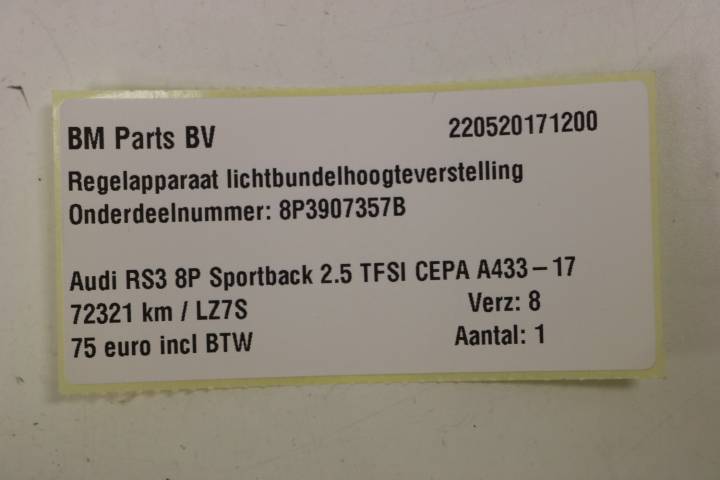 BM Parts BV 220520171200
Regelapparaat lichtbundelhoogteverstelling
Onderdeelnummer: 8P3907357B
Audi RS3 8P Sportback 2.5 TFSI CEPA A433-17
72321 km / LZ7S Verz: 8
75 euro incl BTW Aantal: 1